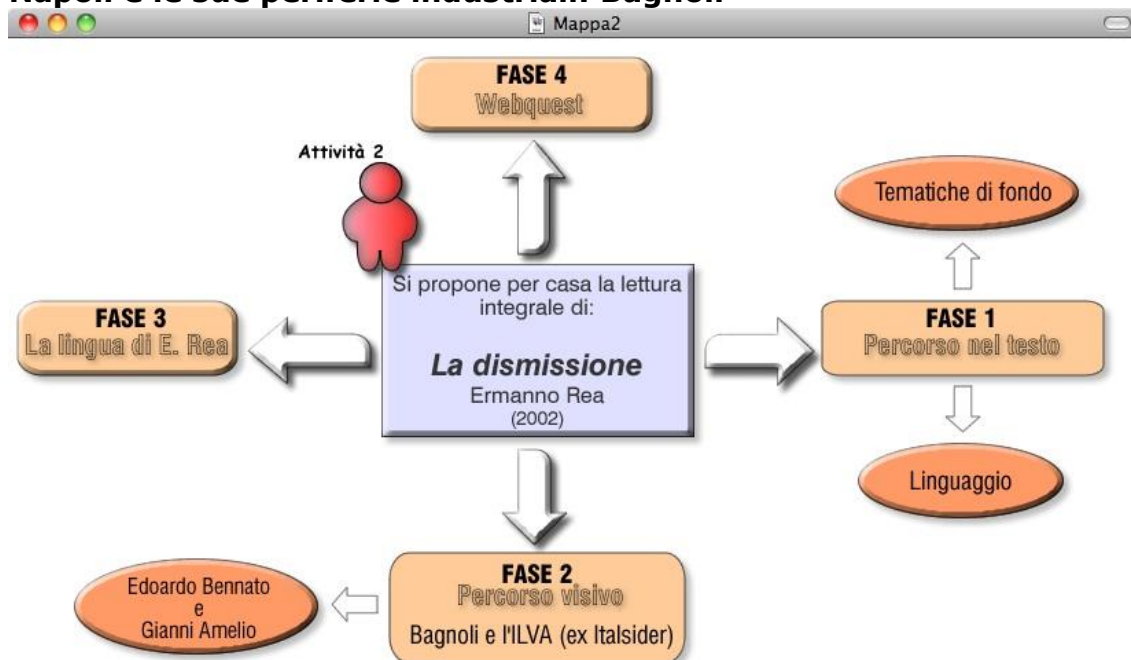 Napoli e le sue periferie industriali: Bagnoli
Mappa2
FASE 4
Webquest
Attività 2
Tematiche di fondo
Si propone per casa la lettura
integrale di:
La dismissione
Ermanno Rea
(2002)
FASE 3
La lingua di E. Rea
FASE 1
Percorso nel testo
Linguaggio
FASE 2
Percorso visivo
Bagnoli e l'ILVA (ex Italsider)
Edoardo Bennato
e
Gianni Amelio